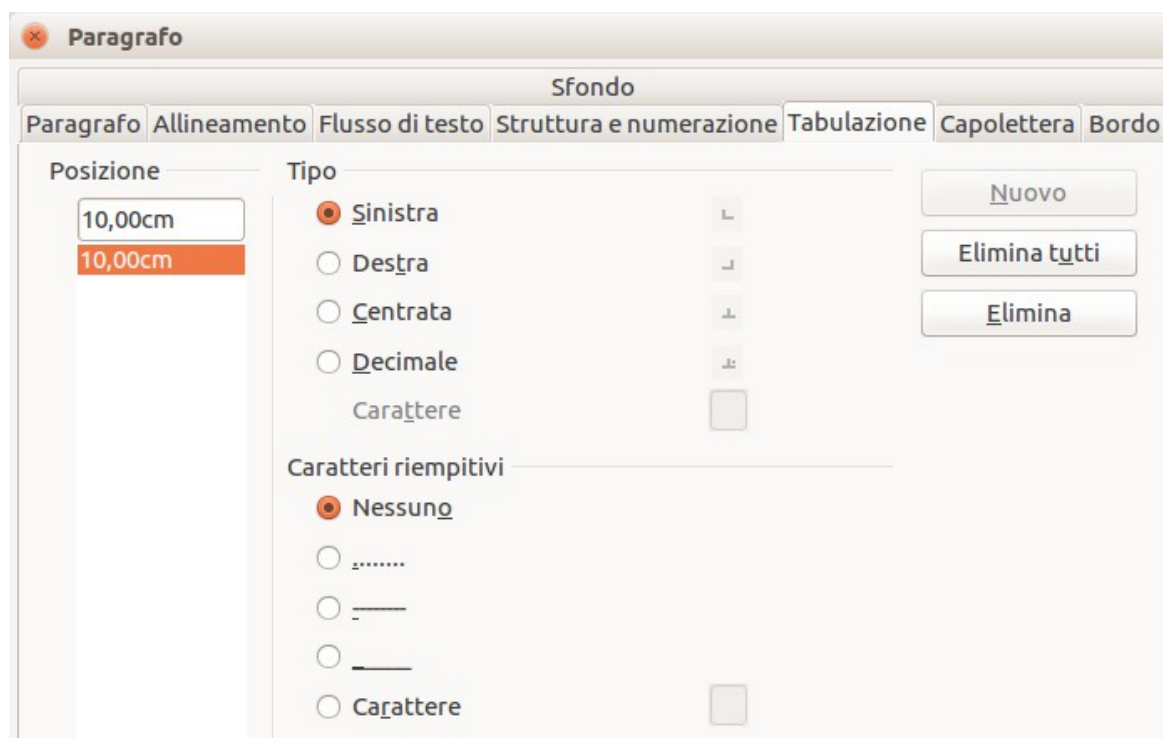 Paragrafo
Sfondo
Paragrafo Allineamento Flusso di testo Struttura e numerazione Tabulazione Capolettera Bordo
Posizione
10,00cm
10,00cm
Tipo
Sinistra
Destra
Centrata
Decimale
Carattere
Caratteri riempitivi
Nessuno
........
--------
______
Carattere
Nuovo
Elimina tutti
Elimina